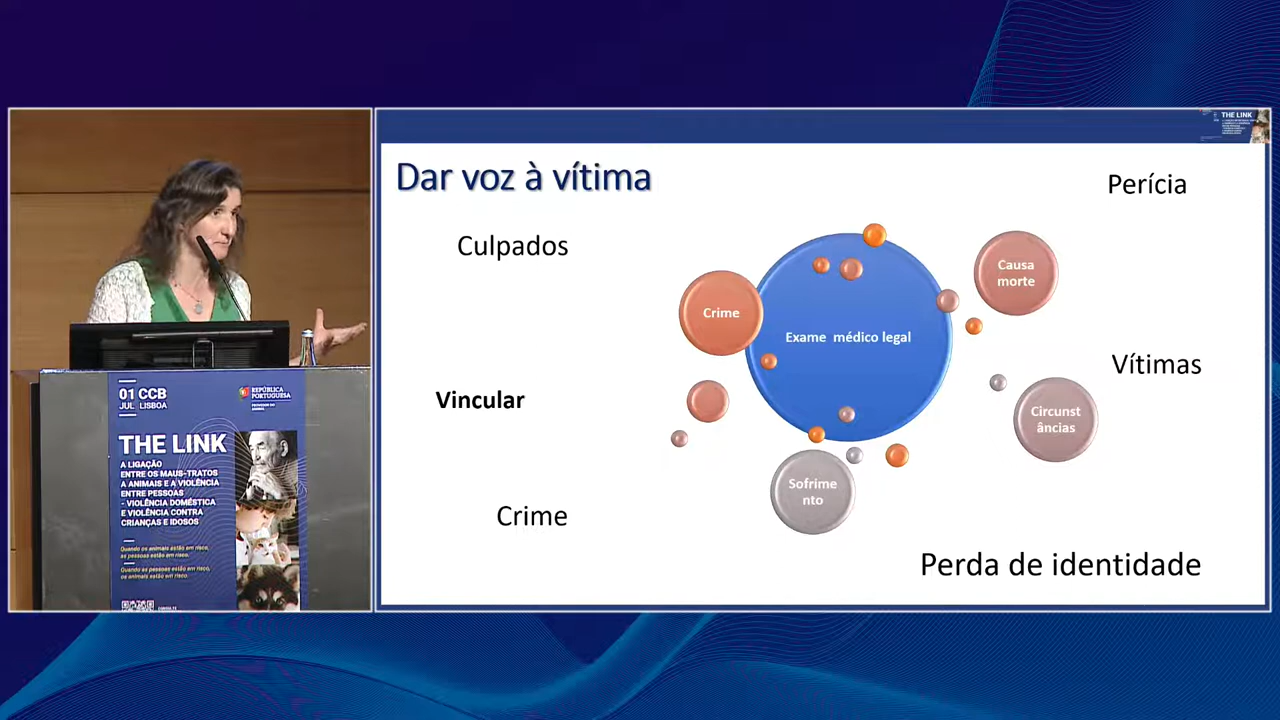 THE LINK
Dar voz à vítima
Perícia
Culpados
Causa
morte
Crime
Exame médico legal
Vítimas
Vincular
Circunst
âncias
Sofrime
nto
Crime
Perda de identidade
01 CCB
JUL LISBOA
REPÚBLICA
PORTUGUESA
THE LINK
A LIGAÇÃO
ENTRE OS MAUS-TRATOS
A ANIMAIS E A VIOLÊNCIA
ENTRE PESSOAS
- VIOLÊNCIA DOMÉSTICA
E VIOLÊNCIA CONTRA
CRIANÇAS E IDOSOS
Quando os animais estão em risco,
as pessoas estão em risco.
Quando as pessoas estão em risco,
os animais estão em risco.